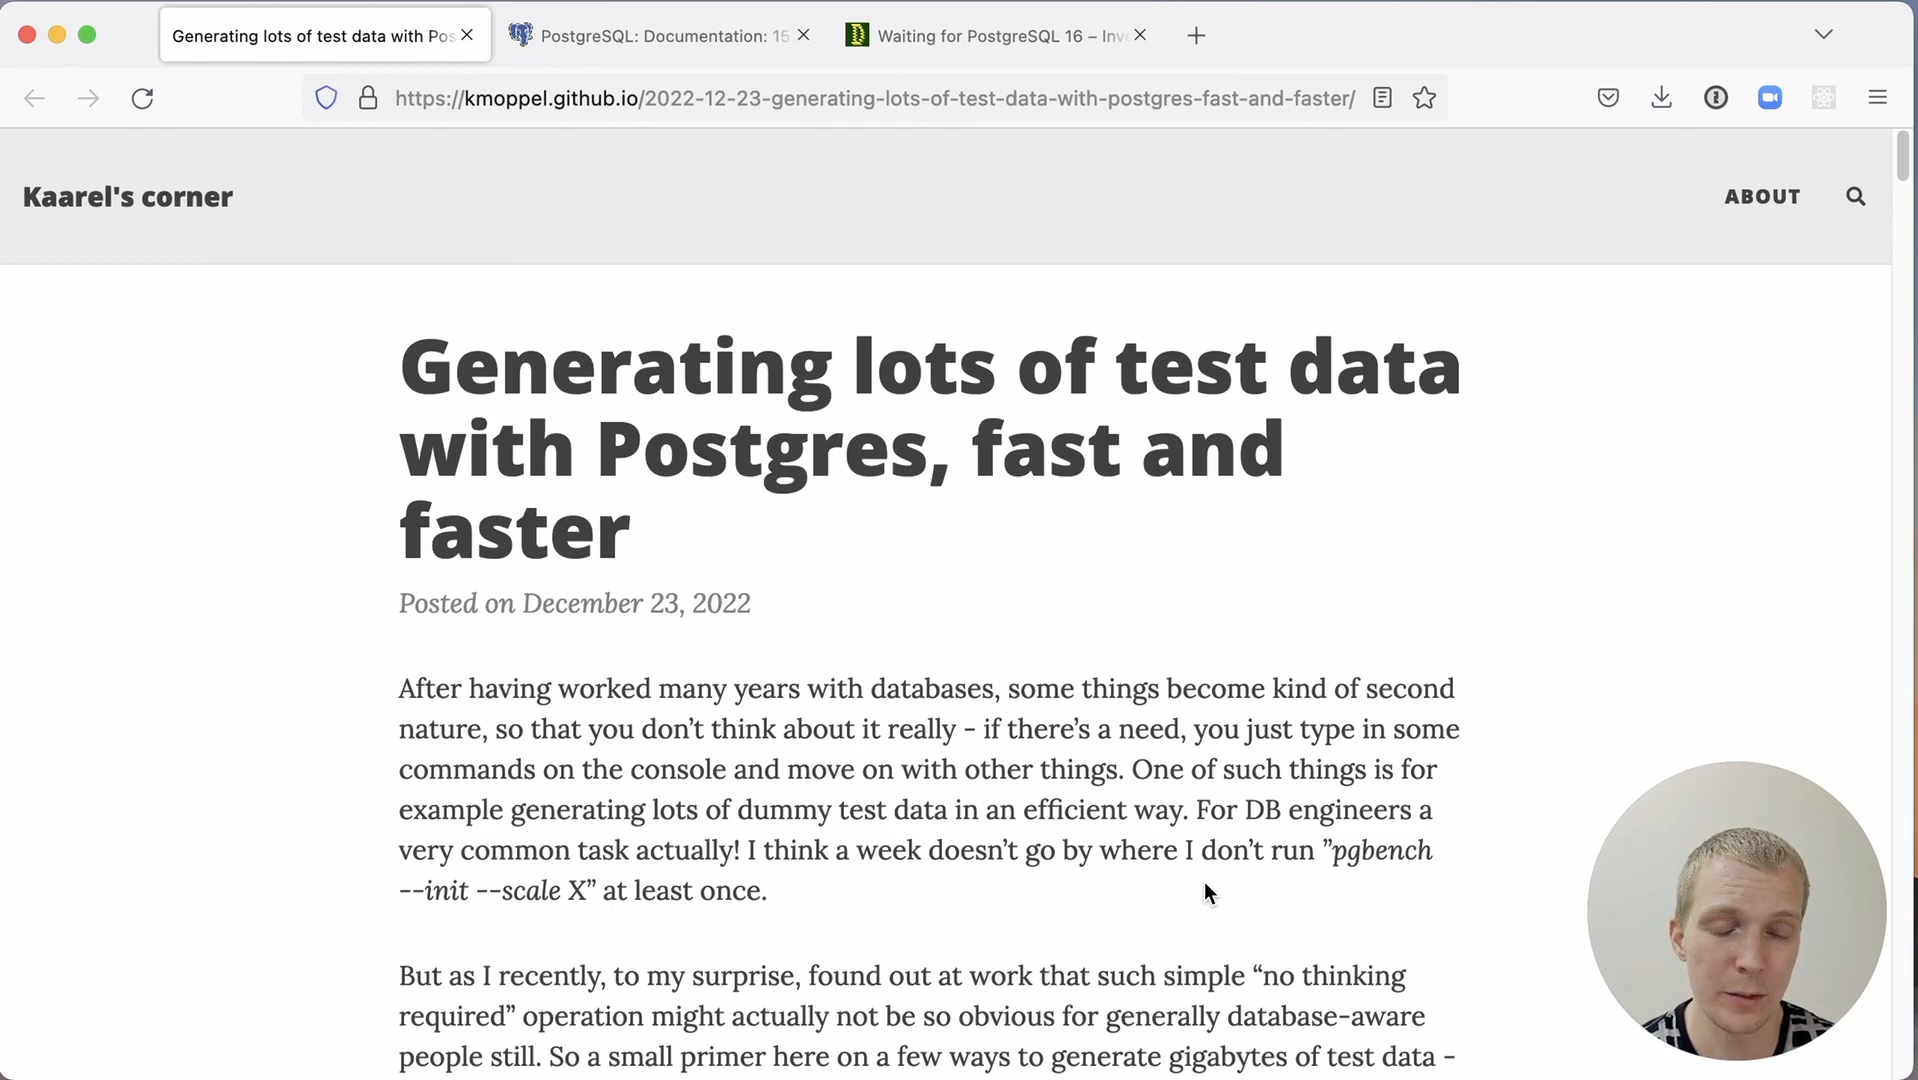 Generating lots of test data with Pos
PostgreSQL: Documentation: 15
Waiting for PostgreSQL 16 – Inv
https://kmoppel.github.io/2022-12-23-generating-lots-of-test-data-with-postgres-fast-and-faster/
Kaarel's corner
ABOUT
Generating lots of test data
with Postgres, fast and
faster
Posted on December 23, 2022
After having worked many years with databases, some things become kind of second
nature, so that you don’t think about it really - if there’s a need, you just type in some
commands on the console and move on with other things. One of such things is for
example generating lots of dummy test data in an efficient way. For DB engineers a
very common task actually! I think a week doesn’t go by where I don’t run ”pgbench
--init --scale X” at least once.
But as I recently, to my surprise, found out at work that such simple “no thinking
required” operation might actually not be so obvious for generally database-aware
people still. So a small primer here on a few ways to generate gigabytes of test data -